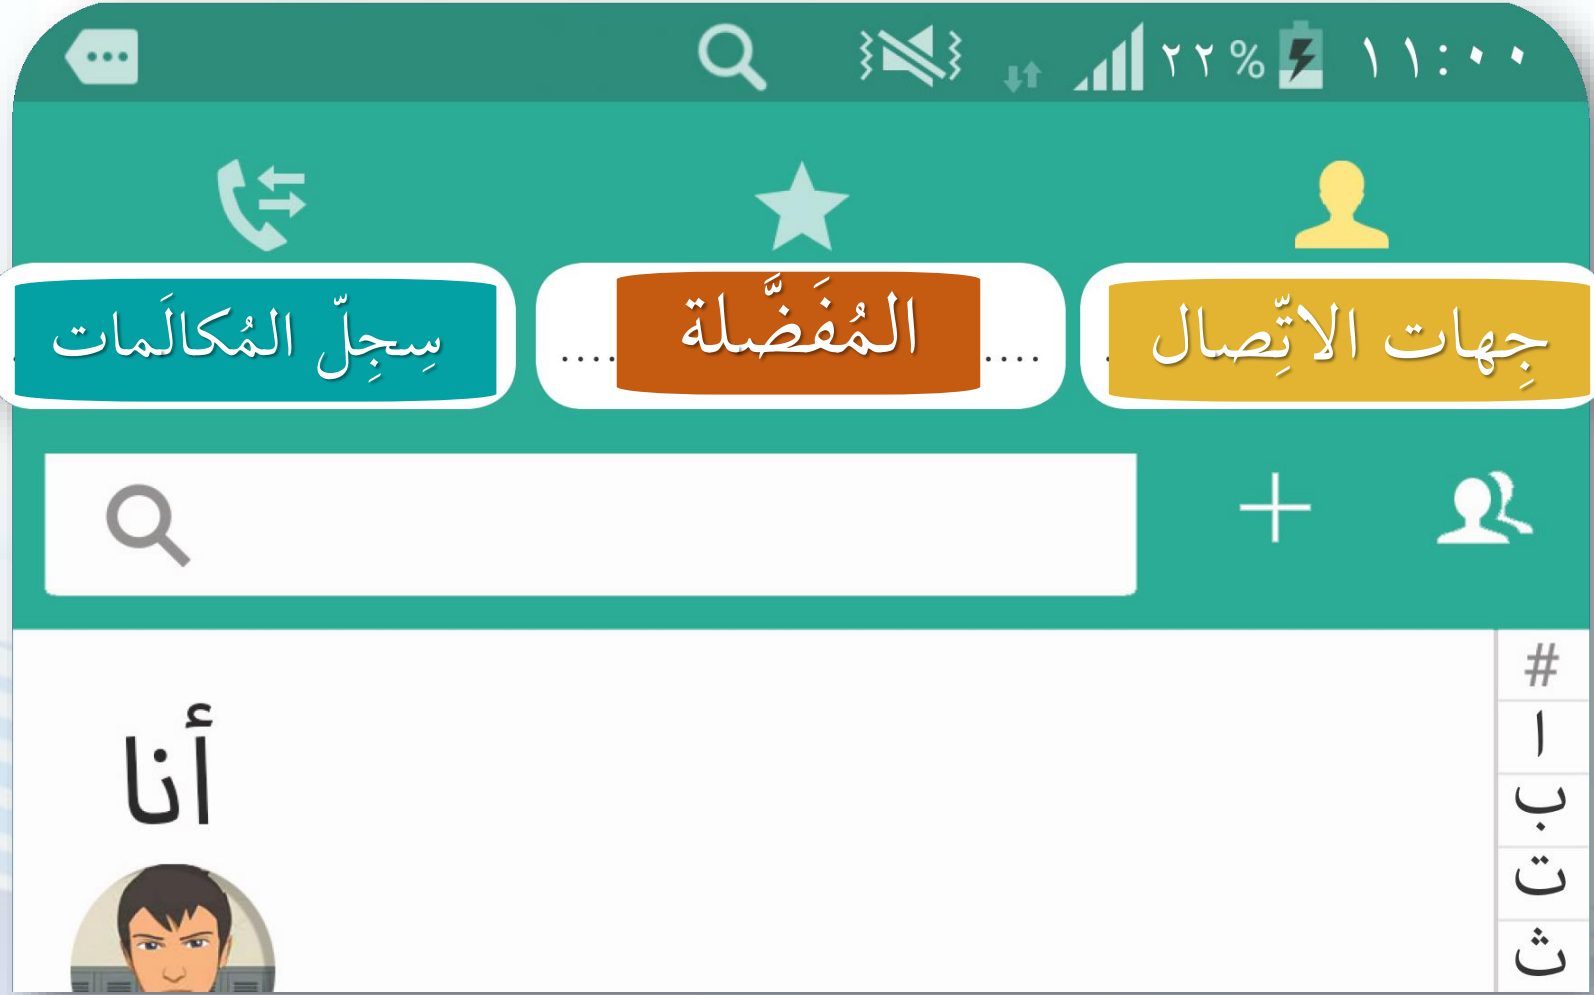 ١١:٠٠ ٢٢%
جِهات الاتِّصال
المُفَضَّلة
سِجِلّ المُكالَمات
#
ا
ب
ت
ث
أنا